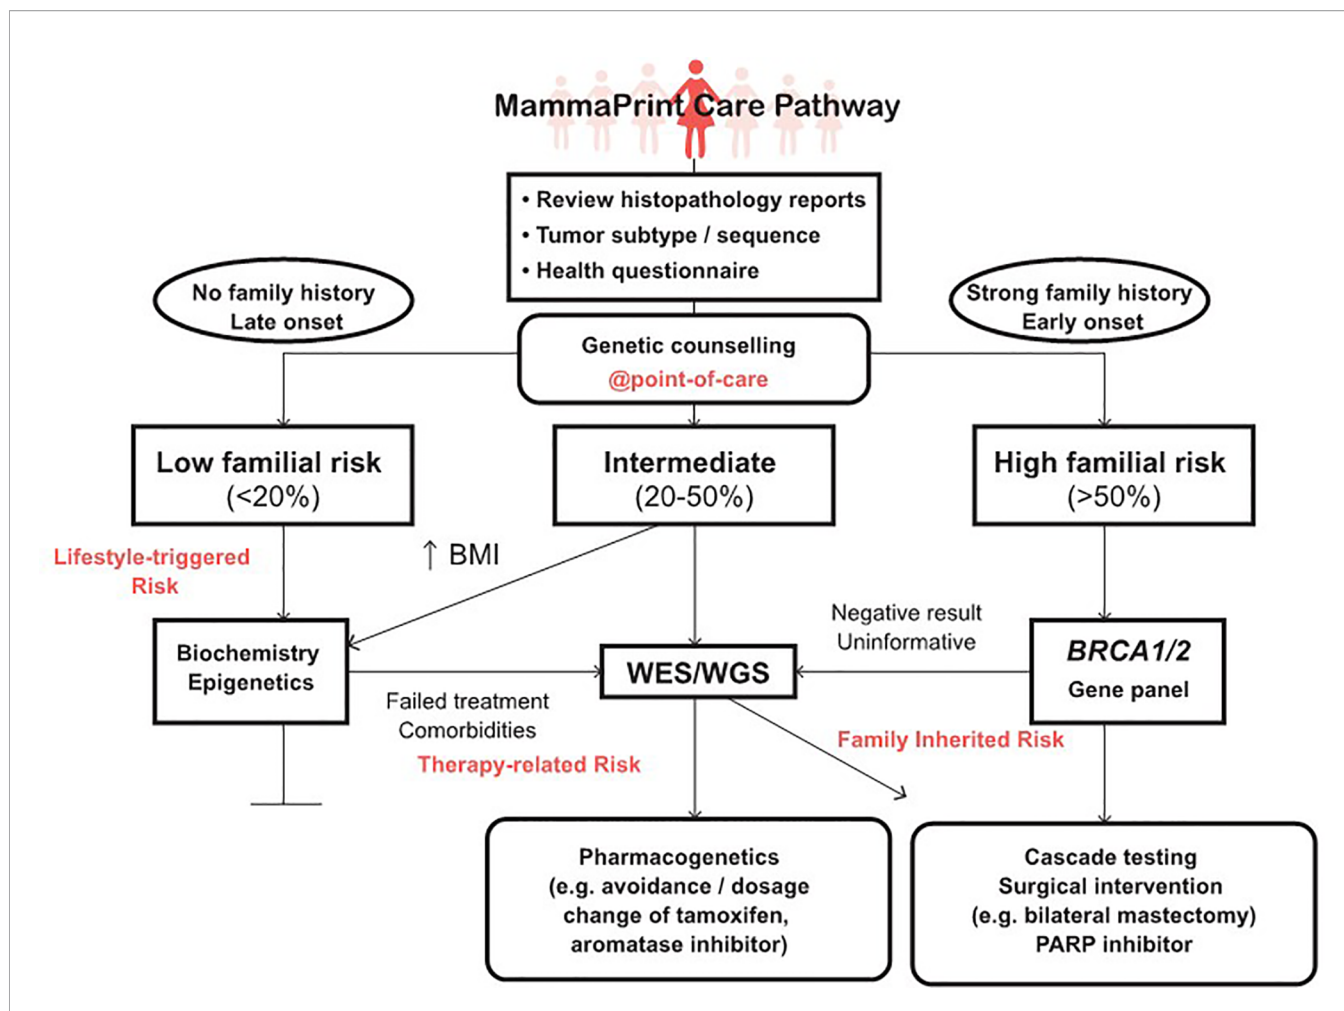 MammaPrint Care Pathway
• Review histopathology reports
• Tumor subtype / sequence
• Health questionnaire
No family history
Late onset
Strong family history
Early onset
Genetic counselling
@point-of-care
Low familial risk
(<20%)
Intermediate
(20-50%)
High familial risk
(>50%)
Lifestyle-triggered
Risk
↑ BMI
Biochemistry
Epigenetics
Failed treatment
Comorbidities
Therapy-related Risk
WES/WGS
Negative result
Uninformative
BRCA1/2
Gene panel
Family Inherited Risk
Pharmacogenetics
(e.g. avoidance / dosage
change of tamoxifen,
aromatase inhibitor)
Cascade testing
Surgical intervention
(e.g. bilateral mastectomy)
PARP inhibitor